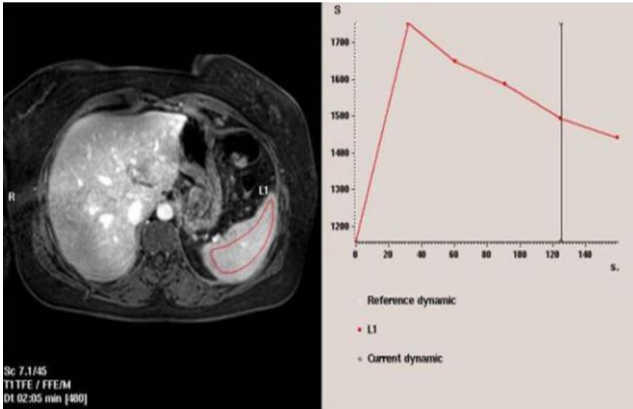 R
L1
Sc 7.1/45
T1TFE / FFE/M
Dt 02:05 min [480]
S
1700
1600
1500
1400
1300
1200
0 20 40 60 80 100 120 140
s.
Reference dynamic
L1
Current dynamic